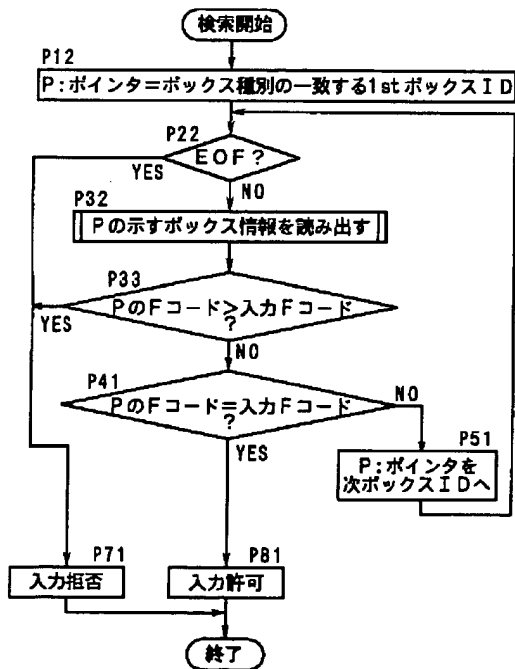 検索開始
P12
P:ポインタ=ボックス種別の一致する1stボックスID
P22
EOF?
YES
NO
P32
Pの示すボックス情報を読み出す
P33
PのFコード>入力Fコード
?
YES
NO
P41
PのFコード=入力Fコード
?
NO
YES
P51
P:ポインタを
次ボックスIDへ
P71
入力拒否
P81
入力許可
終了